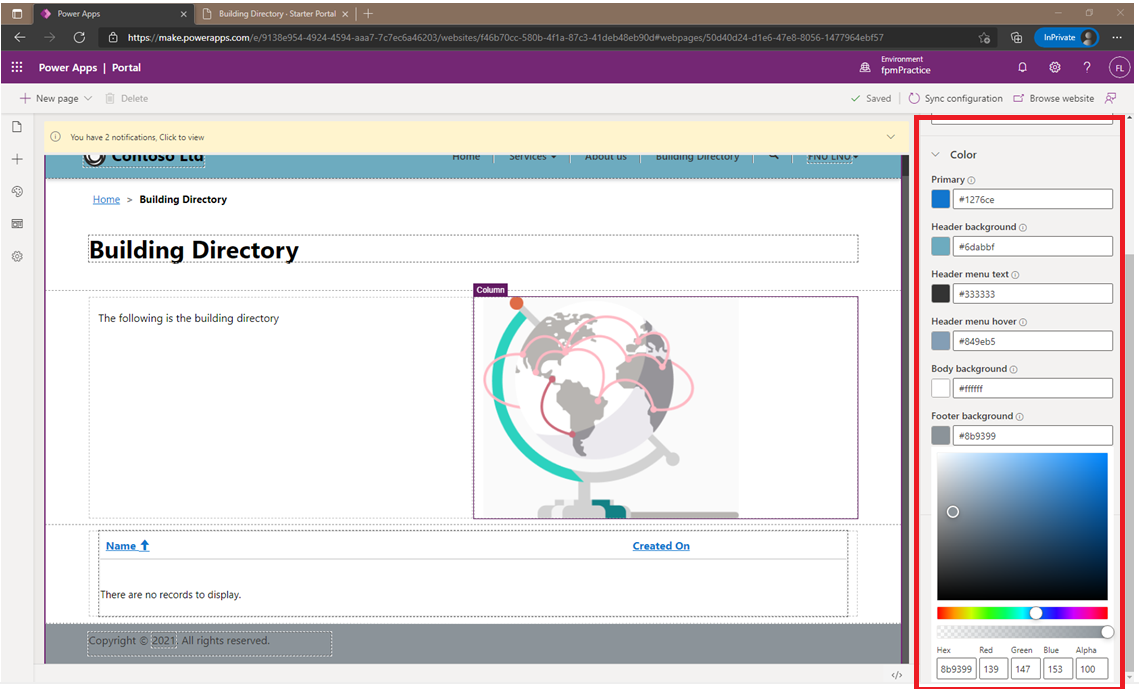 Power Apps
Building Directory - Starter Portal
https://make.powerapps.com/e/9138e954-4924-4594-aaa7-7c7ec6a46203/websites/f46b70cc-580b-4f1a-87c3-41deb48eb90d#webpages/50d40d24-d1e6-47e8-8056-1477964ebf57
InPrivate
Power Apps | Portal
Environment
fpmPractice
FL
New page
Delete
Saved
Sync configuration
Browse website
You have 2 notifications, Click to view
Contoso Ltd
Home
Services
About us
Building Directory
FNU LNU
Home > Building Directory
Building Directory
Column
The following is the building directory
Name
Created On
There are no records to display.
Copyright © 2021. All rights reserved.
</>
Color
Primary
#1276ce
Header background
#6dabbf
Header menu text
#333333
Header menu hover
#849eb5
Body background
#ffffff
Footer background
#8b9399
Hex Red Green Blue Alpha
8b9399 139 147 153 100